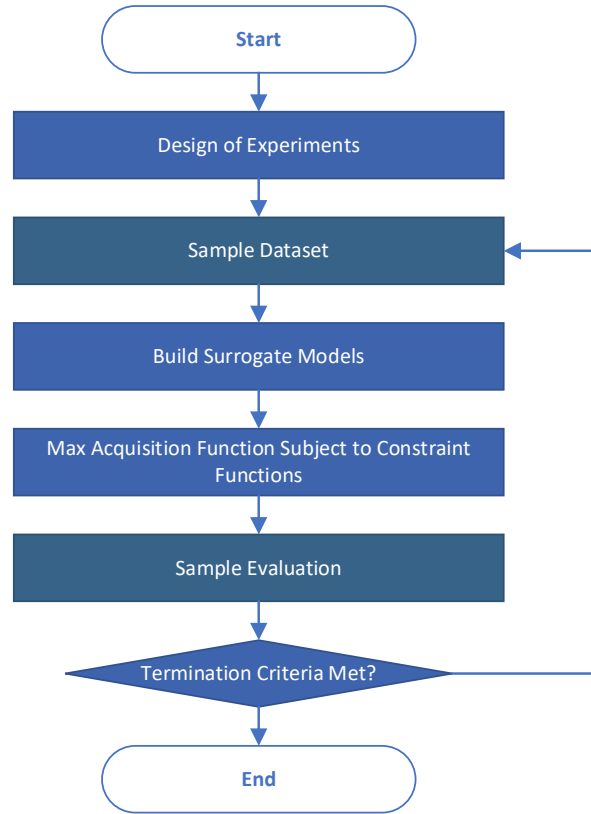 Start
Design of Experiments
Sample Dataset
Build Surrogate Models
Max Acquisition Function Subject to Constraint
Functions
Sample Evaluation
Termination Criteria Met?
End